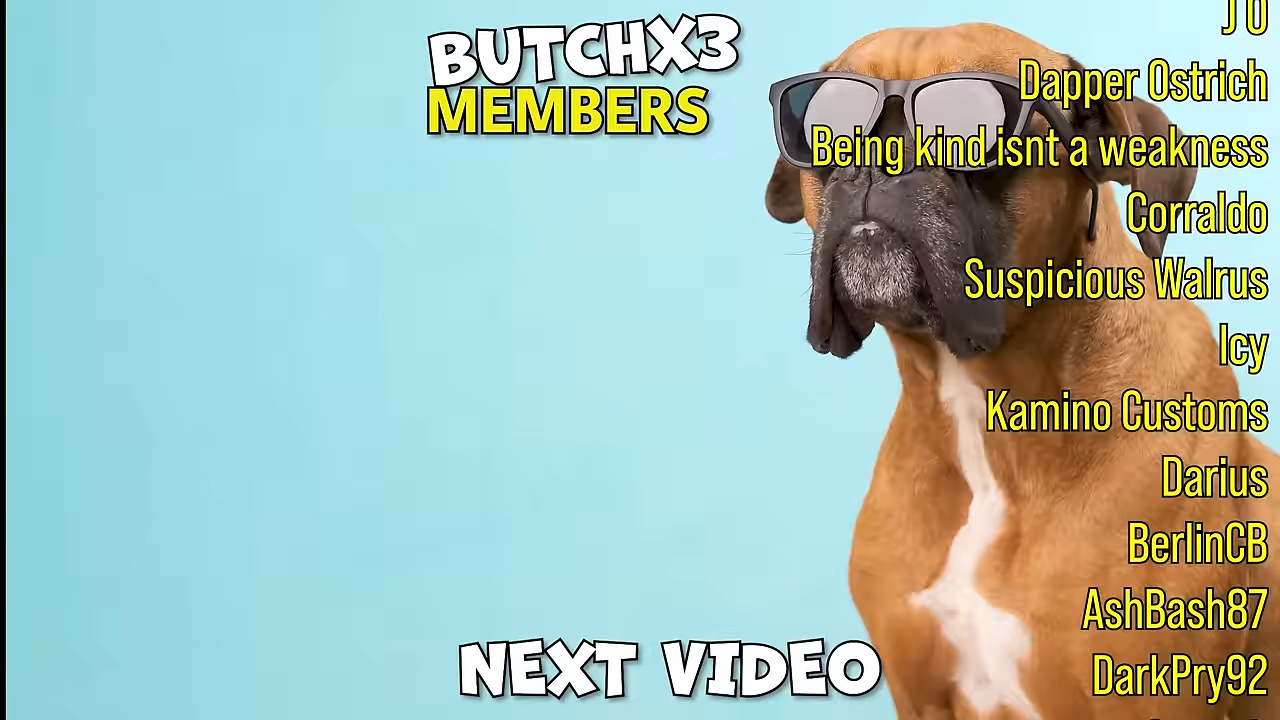 BUTCHX3
MEMBERS
J O
Dapper Ostrich
Being kind isnt a weakness
Corraldo
Suspicious Walrus
Icy
Kamino Customs
Darius
BerlinCB
AshBash87
DarkPry92
NEXT VIDEO